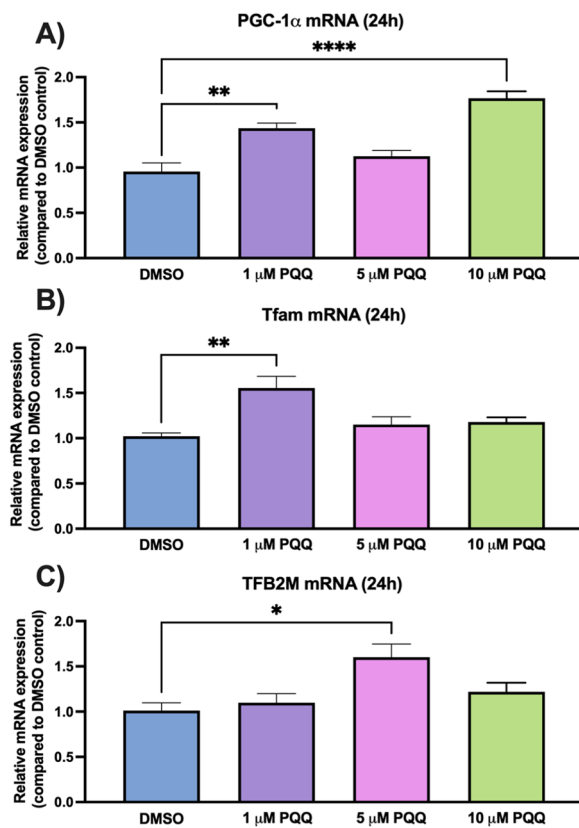 A)
PGC-1α mRNA (24h)
****
**
Relative mRNA expression
(compared to DMSO control)
2.0
1.5
1.0
0.5
0.0
DMSO 1 μM PQQ 5 μM PQQ 10 μM PQQ
B)
Tfam mRNA (24h)
**
Relative mRNA expression
(compared to DMSO control)
2.0
1.5
1.0
0.5
0.0
DMSO 1 μM PQQ 5 μM PQQ 10 μM PQQ
C)
TFB2M mRNA (24h)
*
Relative mRNA expression
(compared to DMSO control)
2.0
1.5
1.0
0.5
0.0
DMSO 1 μM PQQ 5 μM PQQ 10 μM PQQ